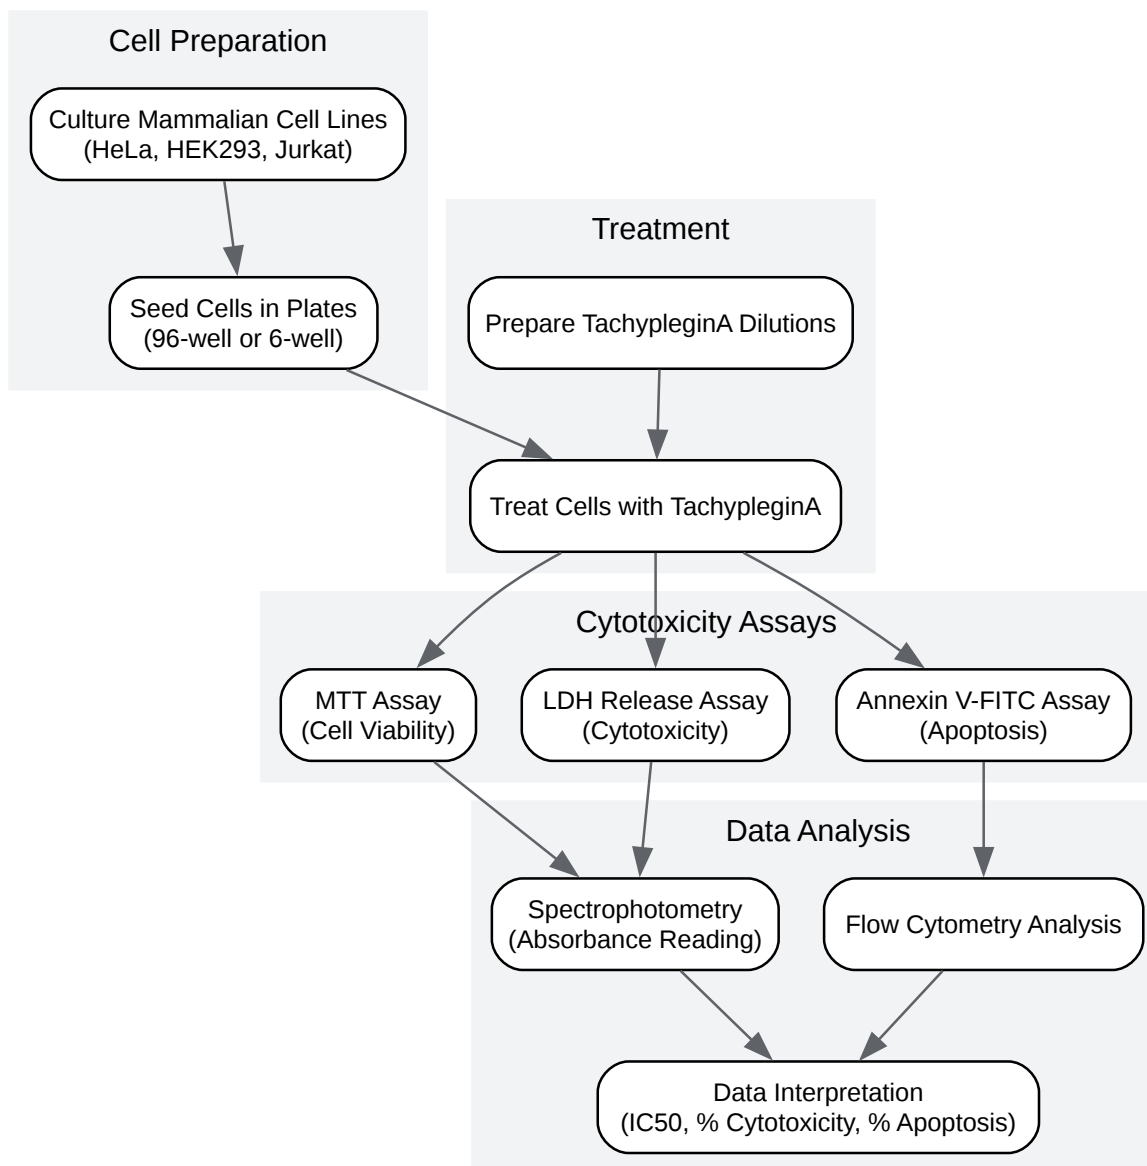 Cell Preparation
Culture Mammalian Cell Lines
(HeLa, HEK293, Jurkat)
Seed Cells in Plates
(96-well or 6-well)
Treatment
Prepare TachypleginA Dilutions
Treat Cells with TachypleginA
Cytotoxicity Assays
MTT Assay
(Cell Viability)
LDH Release Assay
(Cytotoxicity)
Annexin V-FITC Assay
(Apoptosis)
Data Analysis
Spectrophotometry
(Absorbance Reading)
Flow Cytometry Analysis
Data Interpretation
(IC50, % Cytotoxicity, % Apoptosis)